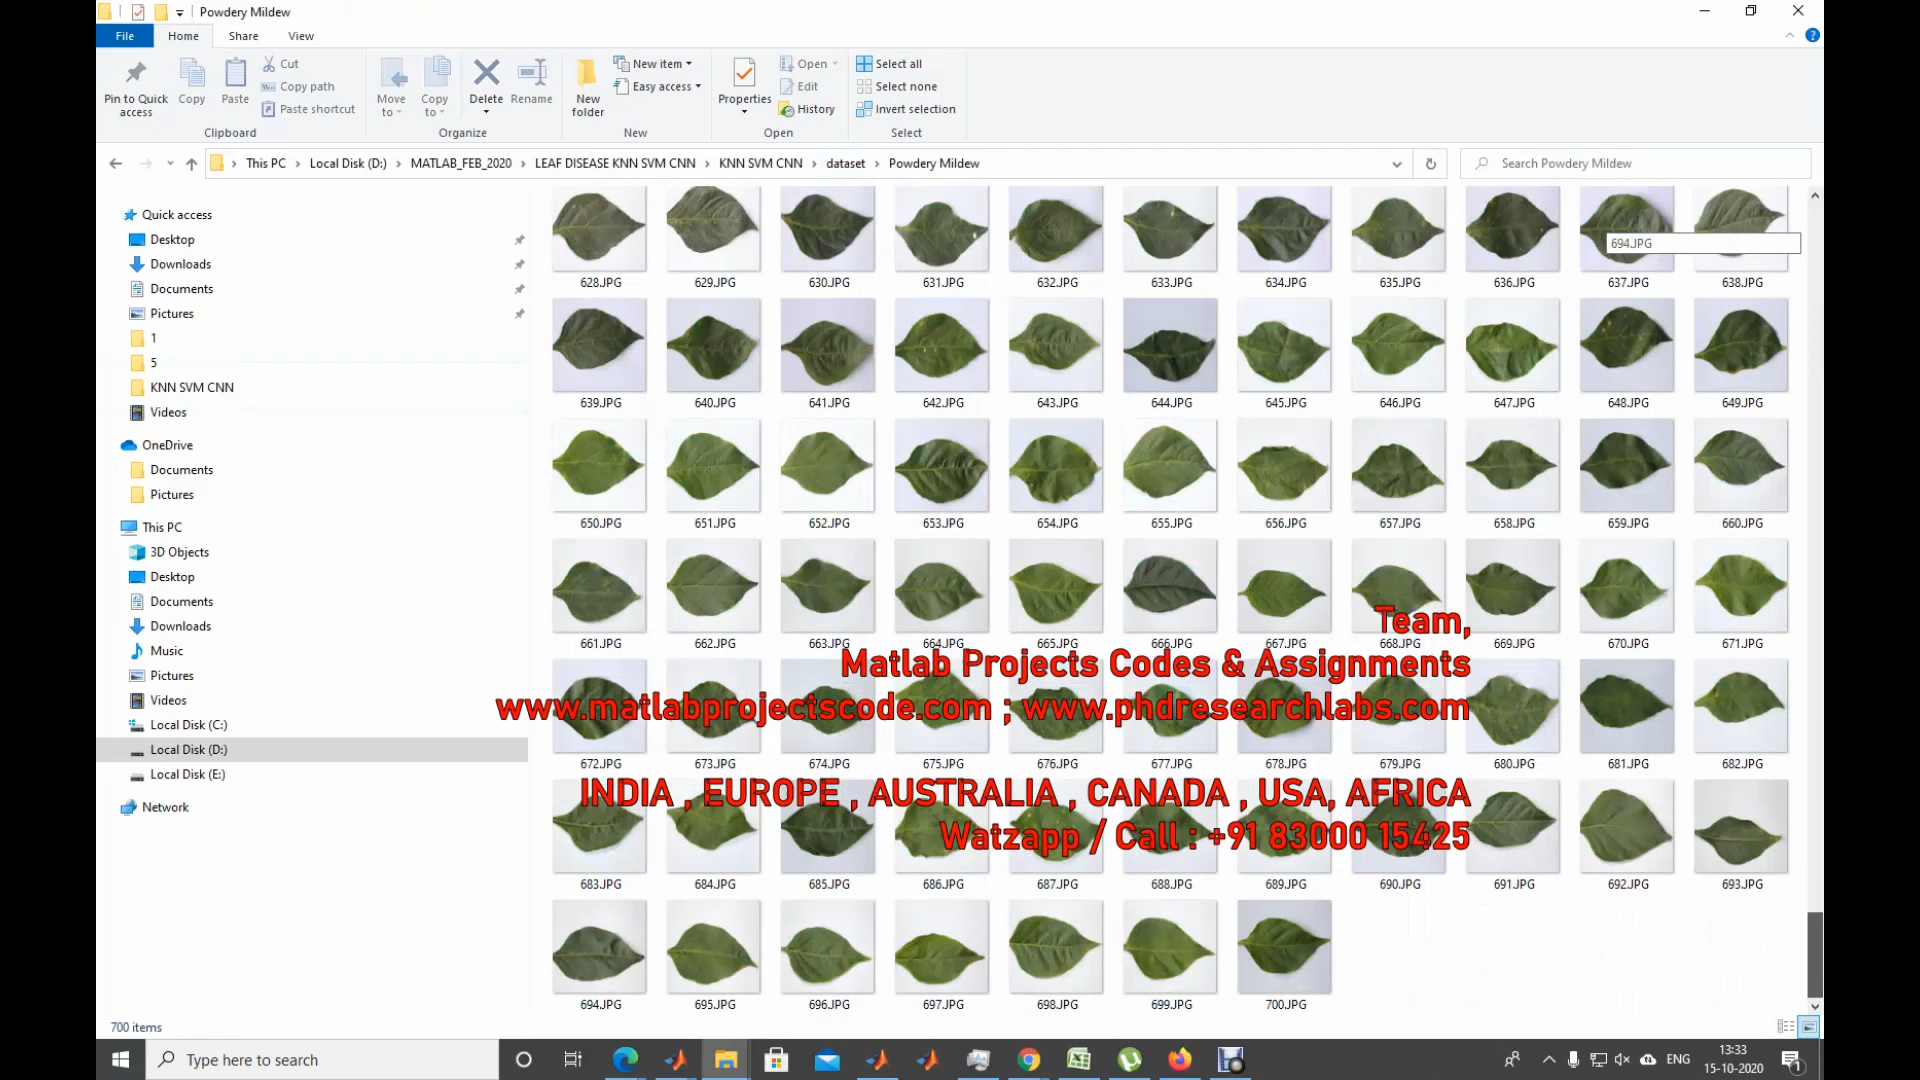 Powdery Mildew
File Home Share View
Pin to Quick access
Copy
Paste
Cut
Copy path
Paste shortcut
Clipboard
Move to
Copy to
Delete
Rename
Organize
New folder
New item
Easy access
New
Properties
Open
Edit
History
Open
Select all
Select none
Invert selection
Select
This PC > Local Disk (D:) > MATLAB_FEB_2020 > LEAF DISEASE KNN SVM CNN > KNN SVM CNN > dataset > Powdery Mildew
Search Powdery Mildew
Quick access
Desktop
Downloads
Documents
Pictures
1
5
KNN SVM CNN
Videos
OneDrive
Documents
Pictures
This PC
3D Objects
Desktop
Documents
Downloads
Music
Pictures
Videos
Local Disk (C:)
Local Disk (D:)
Local Disk (E:)
Network
694.JPG
628.JPG 629.JPG 630.JPG 631.JPG 632.JPG 633.JPG 634.JPG 635.JPG 636.JPG 637.JPG 638.JPG
639.JPG 640.JPG 641.JPG 642.JPG 643.JPG 644.JPG 645.JPG 646.JPG 647.JPG 648.JPG 649.JPG
650.JPG 651.JPG 652.JPG 653.JPG 654.JPG 655.JPG 656.JPG 657.JPG 658.JPG 659.JPG 660.JPG
661.JPG 662.JPG 663.JPG 664.JPG 665.JPG 666.JPG 667.JPG 668.JPG 669.JPG 670.JPG 671.JPG
672.JPG 673.JPG 674.JPG 675.JPG 676.JPG 677.JPG 678.JPG 679.JPG 680.JPG 681.JPG 682.JPG
683.JPG 684.JPG 685.JPG 686.JPG 687.JPG 688.JPG 689.JPG 690.JPG 691.JPG 692.JPG 693.JPG
694.JPG 695.JPG 696.JPG 697.JPG 698.JPG 699.JPG 700.JPG
Team,
Matlab Projects Codes & Assignments
www.matlabprojectscode.com ; www.phdresearchlabs.com
INDIA , EUROPE , AUSTRALIA , CANADA , USA, AFRICA
Watzapp / Call : +91 83000 15425
700 items
Type here to search
ENG
13:33
15-10-2020
1